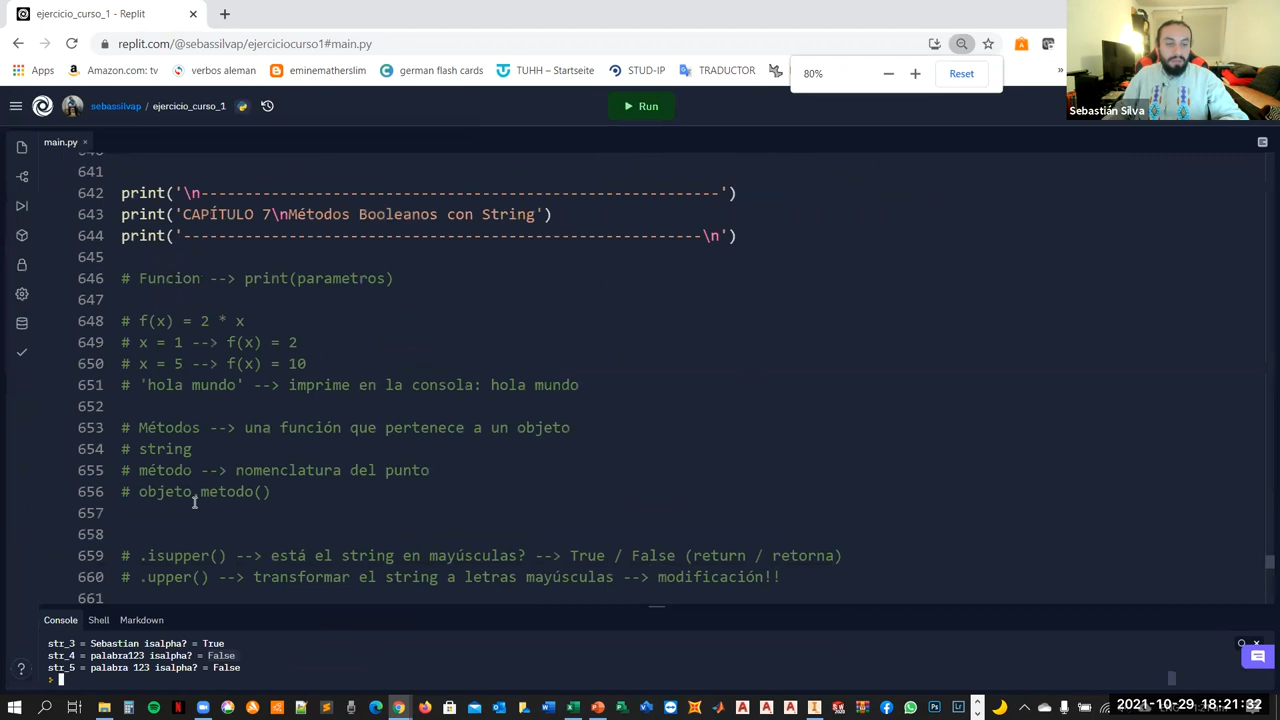 ejercicio_curso_1 - Replit
replit.com/@sebassilvap/ejerciciocurso1#main.py
Apps
Amazon.com: tv
verbos aleman
eminematherslim
german flash card
TUHH – Startseite
STUD-IP
TRADUCTOR
»
80%
Reset
Sebastián Silva
sebassilvap / ejercicio_curso_1
Run
main.py
640
641
642 print('\n-----------------------------------------------------------')
643 print('CAPÍTULO 7\nMétodos Booleanos con String')
644 print('-----------------------------------------------------------\n')
645
646 # Funcion --> print(parametros)
647
648 # f(x) = 2 * x
649 # x = 1 --> f(x) = 2
650 # x = 5 --> f(x) = 10
651 # 'hola mundo' --> imprime en la consola: hola mundo
652
653 # Métodos --> una función que pertenece a un objeto
654 # string
655 # método --> nomenclatura del punto
656 # objeto.metodo()
657
658
659 # .isupper() --> está el string en mayúsculas? --> True / False (return / retorna)
660 # .upper() --> transformar el string a letras mayúsculas --> modificación!!
661
Console
Shell
Markdown
str_3 = Sebastian isalpha? = True
str_4 = palabra123 isalpha? = False
str_5 = palabra 123 isalpha? = False
2021-10-29 18:21:32